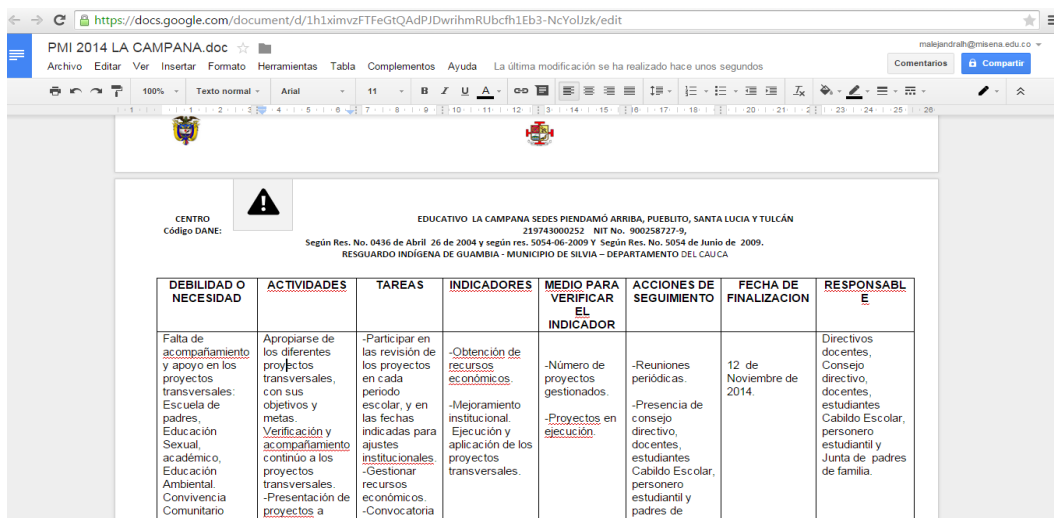 https://docs.google.com/document/d/1h1ximvzFTFeGtQAdPJDwrihmRUbcfh1Eb3-NcYolJzk/edit
PMI 2014 LA CAMPANA.doc
malejandralh@misena.edu.co
Archivo Editar Ver Insertar Formato Herramientas Tabla Complementos Ayuda La última modificación se ha realizado hace unos segundos
Comentarios Compartir
100% Texto normal Arial 11 B I U A
CENTRO EDUCATIVO LA CAMPANA SEDES PIENDAMÓ ARRIBA, PUEBLITO, SANTA LUCIA Y TULCÁN
Código DANE: 219743000252 NIT No. 900258727-9,
Según Res. No. 0436 de Abril 26 de 2004 y según res. 5054-06-2009 Y Según Res. No. 5054 de Junio de 2009.
RESGUARDO INDÍGENA DE GUAMBIA - MUNICIPIO DE SILVIA – DEPARTAMENTO DEL CAUCA
DEBILIDAD O
NECESIDAD
ACTIVIDADES
TAREAS
INDICADORES
MEDIO PARA
VERIFICAR
EL
INDICADOR
ACCIONES DE
SEGUIMIENTO
FECHA DE
FINALIZACION
RESPONSABL
E
Falta de
acompañamiento
y apoyo en los
proyectos
transversales:
Escuela de
padres,
Educación
Sexual,
académico,
Educación
Ambiental.
Convivencia
Comunitario
Apropiarse de
los diferentes
proyectos
transversales,
con sus
objetivos y
metas.
Verificación y
acompañamiento
continúo a los
proyectos
transversales.
-Presentación de
proyectos a
-Participar en
las revisión de
los proyectos
en cada
periodo
escolar, y en
las fechas
indicadas para
ajustes
institucionales.
-Gestionar
recursos
económicos.
-Convocatoria
-Obtención de
recursos
económicos.
-Mejoramiento
institucional.
Ejecución y
aplicación de los
proyectos
transversales.
-Número de
proyectos
gestionados.
-Proyectos en
ejecución.
-Reuniones
periódicas.
-Presencia de
consejo
directivo,
docentes,
estudiantes
Cabildo Escolar,
personero
estudiantil y
padres de
12 de
Noviembre de
2014.
Directivos
docentes,
Consejo
directivo,
docentes,
estudiantes
Cabildo Escolar,
personero
estudiantil y
Junta de padres
de familia.